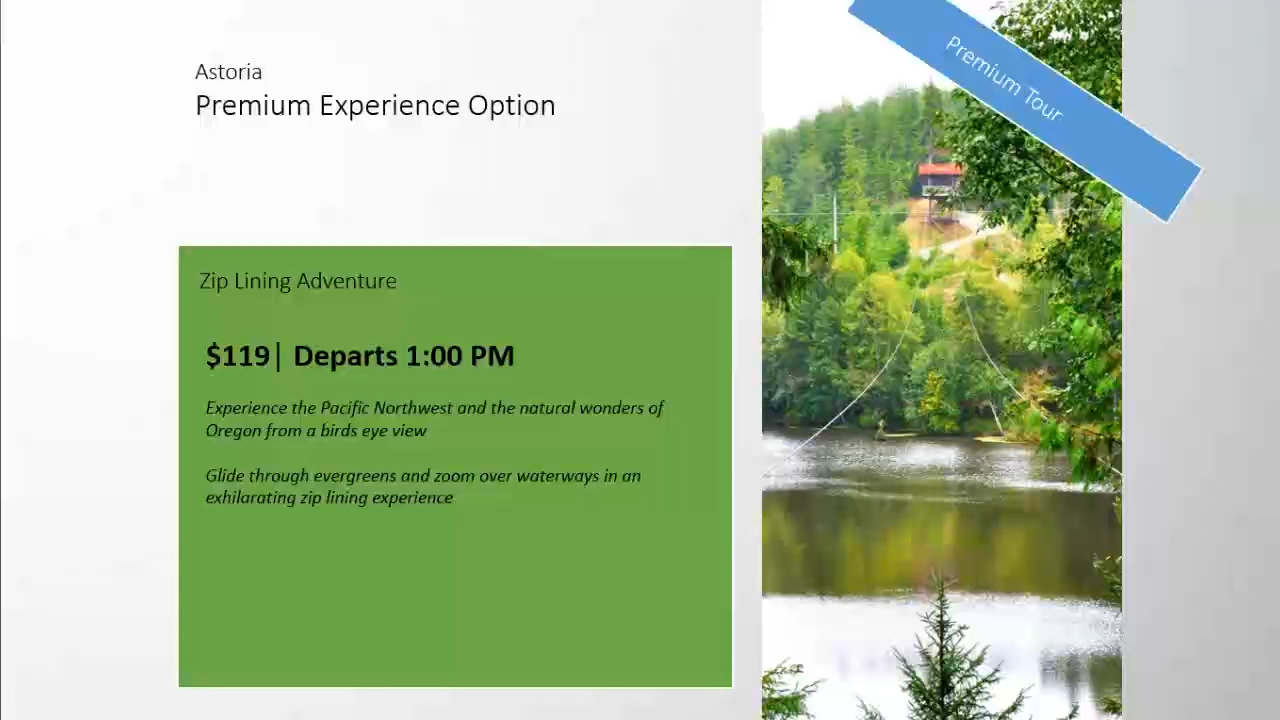 Astoria
Premium Experience Option
Premium Tour
Zip Lining Adventure
$119| Departs 1:00 PM
Experience the Pacific Northwest and the natural wonders of
Oregon from a birds eye view
Glide through evergreens and zoom over waterways in an
exhilarating zip lining experience